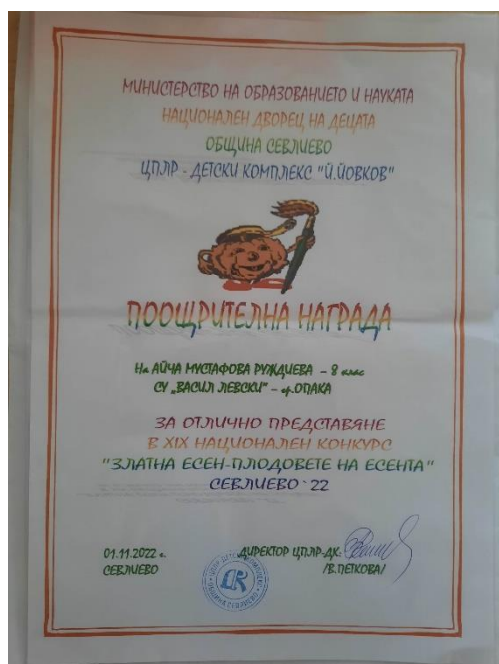 МИНИСТЕРСТВО НА ОБРАЗОВАНИЕТО И НАУКАТА
НАЦИОНАЛЕН ДВОРЕЦ НА ДЕЦАТА
ОБЩИНА СЕВЛИЕВО
ЦПЛР - ДЕТСКИ КОМПЛЕКС "Й.ЙОВКОВ"
ПООЩРИТЕЛНА НАГРАДА
На АЙЧА МУСТАФОВА РУЖДИЕВА – 8 клас
СУ „ВАСИЛ ЛЕВСКИ" – гр.ОПАКА
ЗА ОТЛИЧНО ПРЕДСТАВЯНЕ
В XIX НАЦИОНАЛЕН КОНКУРС
"ЗЛАТНА ЕСЕН-ПЛОДОВЕТЕ НА ЕСЕНТА"
СЕВЛИЕВО`22
01.11.2022 г.
СЕВЛИЕВО
ДИРЕКТОР ЦПЛР-ДК:
/В.ПЕТКОВА/